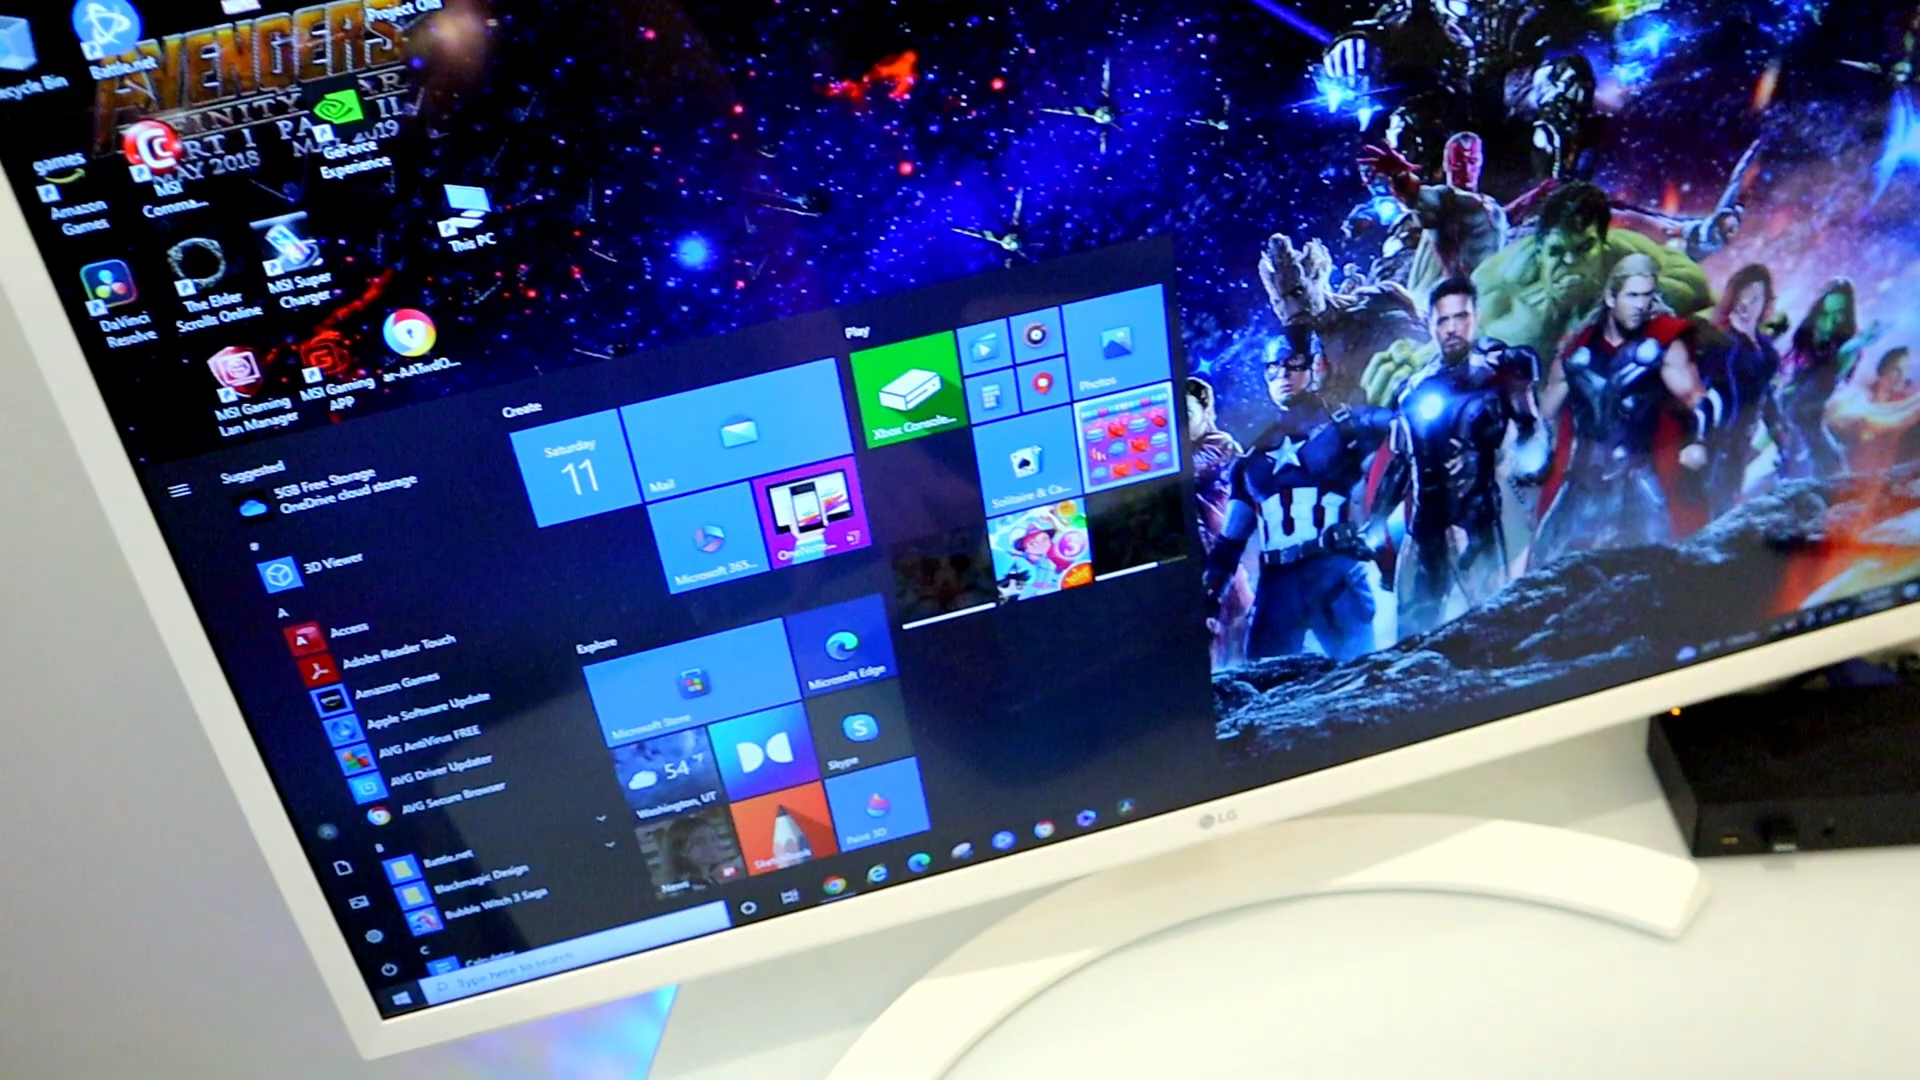 Recycle Bin
Battle.net
AVENGERS
INFINITY WAR
PART I PART II
MAY 2018
games
Amazon
Games
MSI
Comma...
GeForce
Experience
This PC
DaVinci
Resolve
The Elder
Scrolls Online
MSI Super
Charger
MSI Gaming
Lan Manager
MSI Gaming
APP
Suggested
5GB Free Storage
OneDrive cloud storage
#
3D Viewer
A
Access
Adobe Reader Touch
Amazon Games
Apple Software Update
AVG AntiVirus FREE
AVG Driver Updater
AVG Secure Browser
B
Battle.net
Blackmagic Design
Bubble Witch 3 Saga
C
Calculator
Type here to search
Create
Saturday
11
Mail
Microsoft 365...
OneNote...
Explore
Microsoft Store
Microsoft Edge
54°
Washington, UT
Skype
News
Sketchbook
Paint 3D
Play
Xbox Console...
Photos
Solitaire & Ca...
3
LG